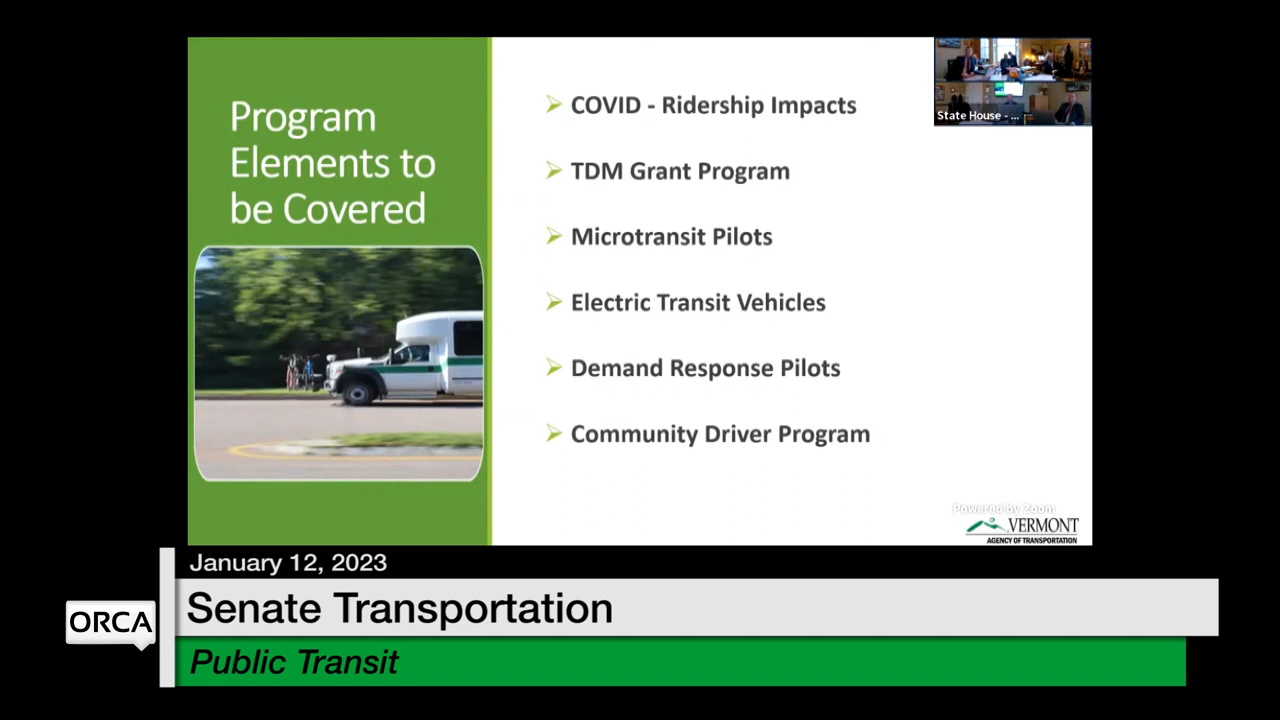 Program
Elements to
be Covered
COVID - Ridership Impacts
TDM Grant Program
Microtransit Pilots
Electric Transit Vehicles
Demand Response Pilots
Community Driver Program
State House - ...
Powered by Zoom
VERMONT
AGENCY OF TRANSPORTATION
January 12, 2023
ORCA
Senate Transportation
Public Transit